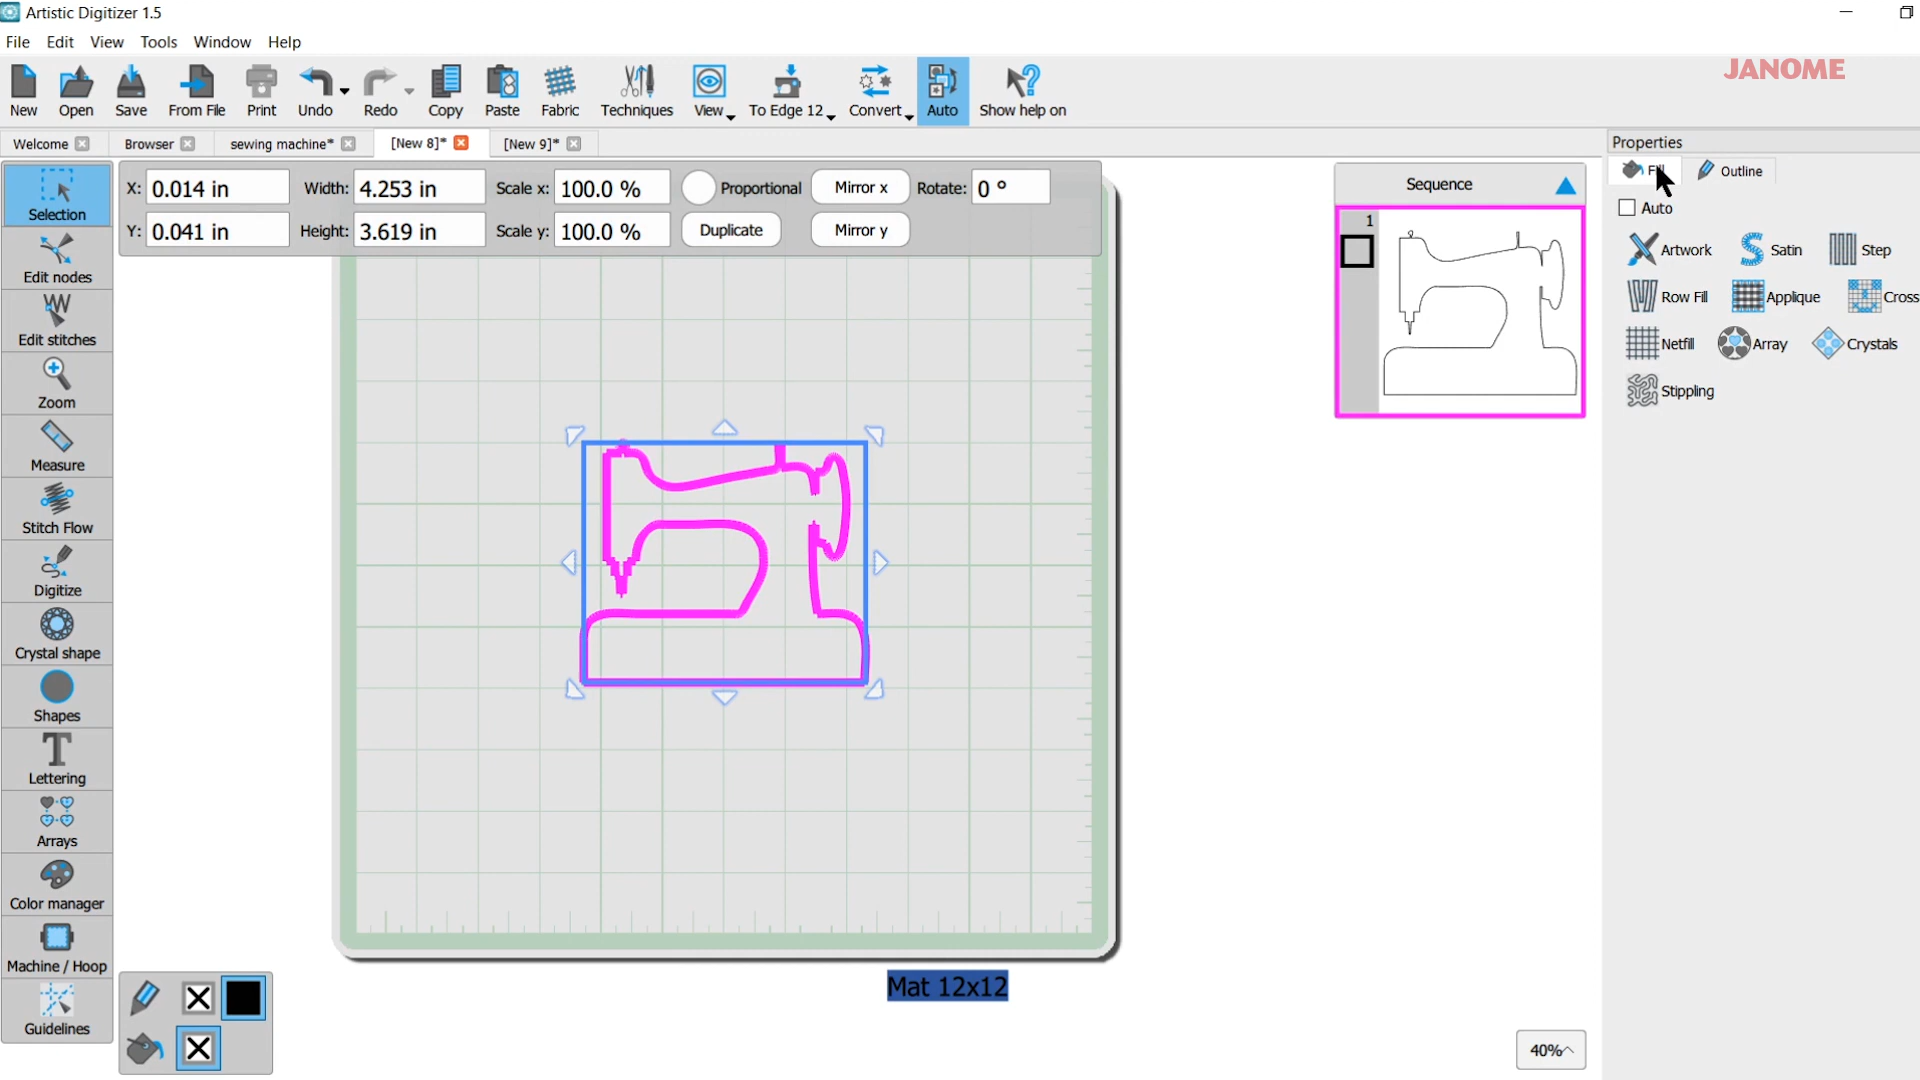 Artistic Digitizer 1.5
File Edit View Tools Window Help
JANOME
New Open Save From File Print Undo Redo Copy Paste Fabric Techniques View To Edge 12 Convert Auto Show help on
Welcome Browser sewing machine* [New 8]* [New 9]*
Properties
Fill Outline
Auto
Artwork Satin Step
Row Fill Applique Cross
Netfill Array Crystals
Stippling
X: 0.014 in Width: 4.253 in Scale x: 100.0 % Proportional Mirror x Rotate: 0 °
Y: 0.041 in Height: 3.619 in Scale y: 100.0 % Duplicate Mirror y
Sequence
1
Selection
Edit nodes
Edit stitches
Zoom
Measure
Stitch Flow
Digitize
Crystal shape
Shapes
Lettering
Arrays
Color manager
Machine / Hoop
Guidelines
Mat 12x12
40%